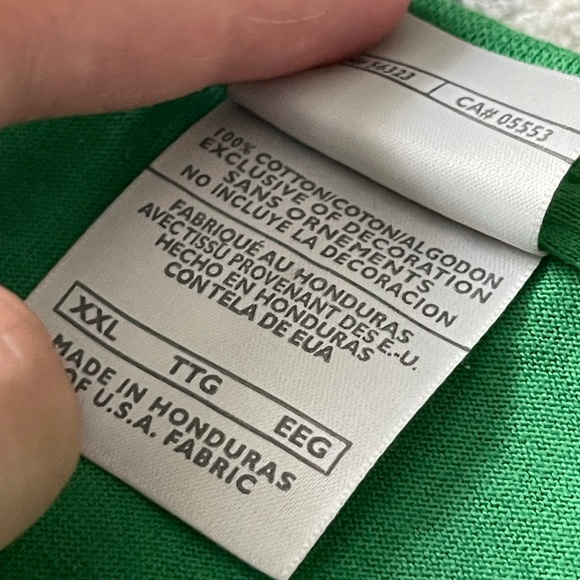 56323 | CA# 05553
100% COTTON/COTON/ALGODON
EXCLUSIVE OF DECORATION
SANS ORNEMENTS
NO INCLUYE LA DECORACION
FABRIQUÉ AU HONDURAS
AVEC TISSU PROVENANT DES É.-U.
HECHO EN HONDURAS
CON TELA DE EUA
XXL TTG EEG
MADE IN HONDURAS
OF U.S.A. FABRIC